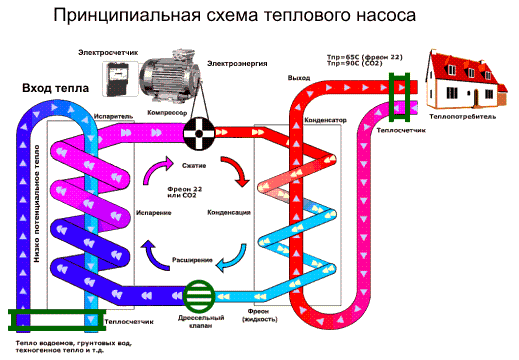 Принципиальная схема теплового насоса
Электросчетчик
Электроэнергия
Тпр=65С (фреон 22)
Тпр=90С (СО2)
Вход тепла
Выход
Испаритель
Компрессор
Конденсатор
Теплосчетчик
Теплопотребитель
Сжатие
Фреон 22
или СО2
Низко потенциальное тепло
Испарение
Конденсация
Расширение
Теплосчетчик
Дроссельный
клапан
Фреон
(жидкость)
Тепло водоемов, грунтовых вод,
техногенное тепло и т.д.